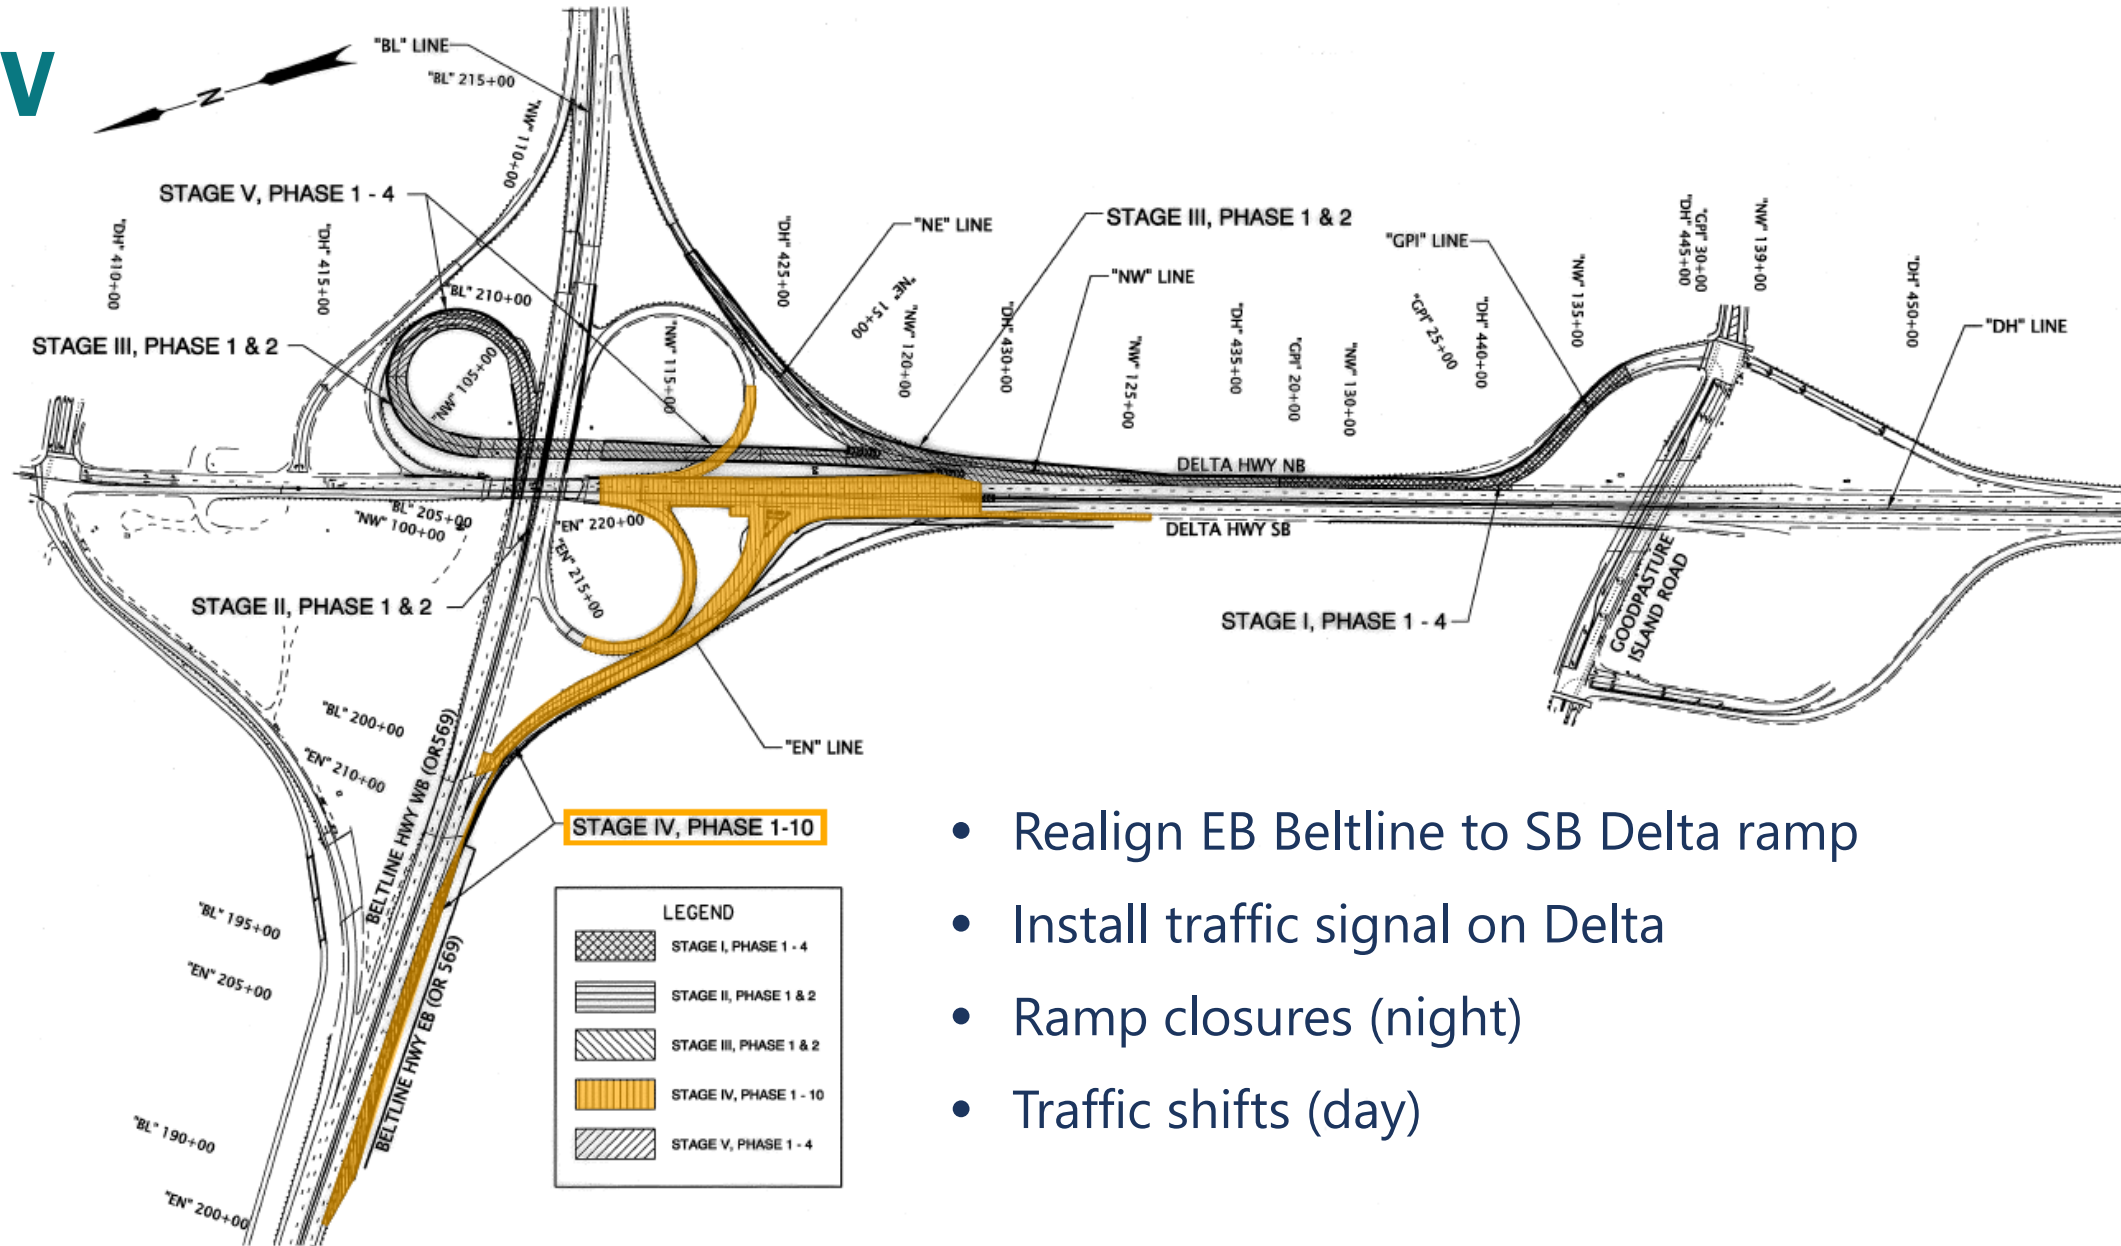 V
N
"BL" LINE
"BL" 215+00
"NW" 110+00
STAGE V, PHASE 1 - 4
"DH" 410+00
"DH" 415+00
"BL" 210+00
STAGE III, PHASE 1 & 2
"NW" 105+00
"NW" 115+00
"DH" 425+00
"NE" 15+00
"NE" LINE
"NW" 120+00
"DH" 430+00
STAGE III, PHASE 1 & 2
"NW" LINE
"NW" 125+00
"DH" 435+00
"GPI" 20+00
"NW" 130+00
"GPI" LINE
"GPI" 25+00
"DH" 440+00
"NW" 135+00
"GPI" 30+00
"DH" 445+00
"NW" 139+00
"DH" 450+00
"DH" LINE
DELTA HWY NB
DELTA HWY SB
"BL" 205+00
"NW" 100+00
"EN" 220+00
"EN" 215+00
STAGE II, PHASE 1 & 2
STAGE I, PHASE 1 - 4
GOODPASTURE
ISLAND ROAD
"BL" 200+00
"EN" 210+00
BELTLINE HWY WB (OR569)
"EN" LINE
STAGE IV, PHASE 1-10
"BL" 195+00
"EN" 205+00
BELTLINE HWY EB (OR 569)
"BL" 190+00
"EN" 200+00
LEGEND
STAGE I, PHASE 1 - 4
STAGE II, PHASE 1 & 2
STAGE III, PHASE 1 & 2
STAGE IV, PHASE 1 - 10
STAGE V, PHASE 1 - 4
• Realign EB Beltline to SB Delta ramp
• Install traffic signal on Delta
• Ramp closures (night)
• Traffic shifts (day)